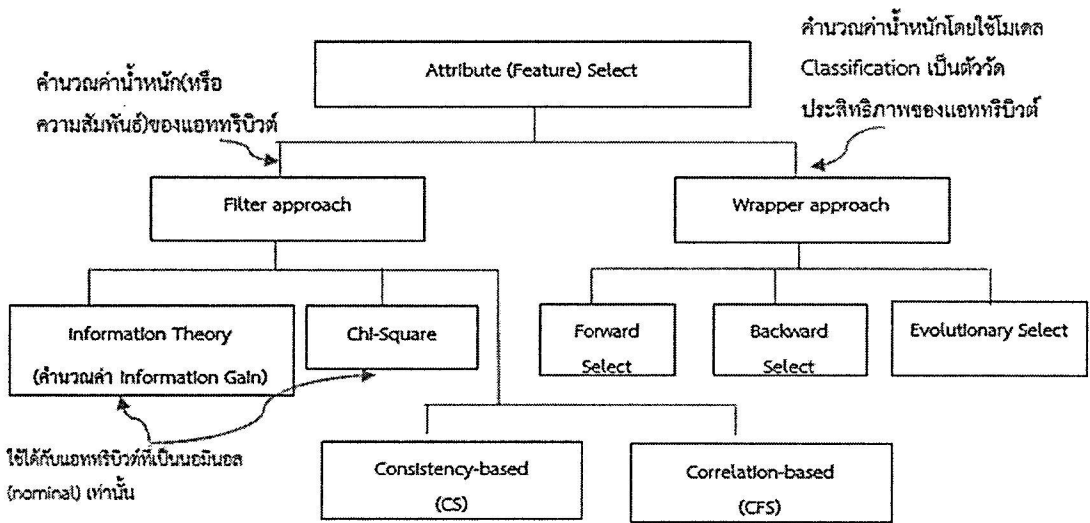 Attribute (Feature) Select
คำนวณค่าน้ำหนัก(หรือ
ความสัมพันธ์)ของแอททริบิวต์
คำนวณค่าน้ำหนักโดยใช้โมเดล
Classification เป็นตัววัด
ประสิทธิภาพของแอททริบิวต์
Filter approach
Wrapper approach
Information Theory
(คำนวณค่า Information Gain)
Chi-Square
Forward
Select
Backward
Select
Evolutionary Select
ใช้ได้กับแอททริบิวท์ที่เป็นนอมินอล
(nominal) เท่านั้น
Consistency-based
(CS)
Correlation-based
(CFS)